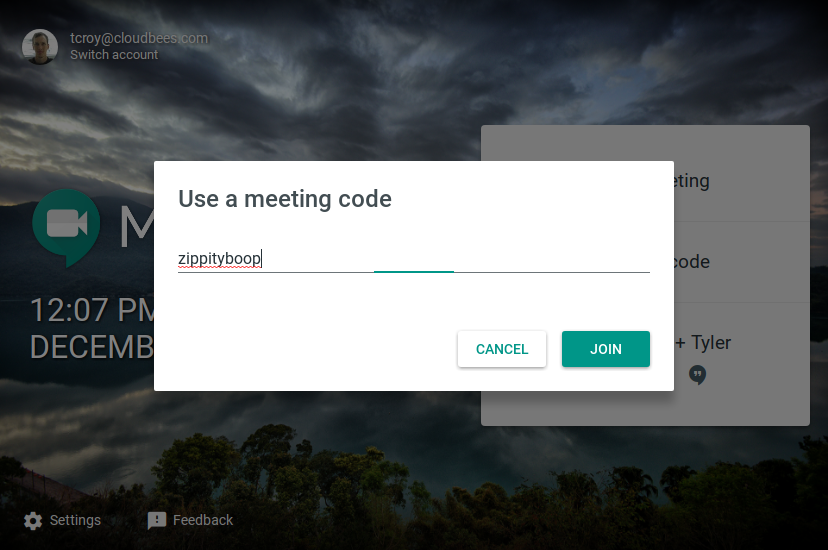 tcroy@cloudbees.com
Switch account
Use a meeting code
zippityboop
CANCEL
JOIN
M
12:07 PM
DECEMB
eting
code
+ Tyler
Settings
Feedback